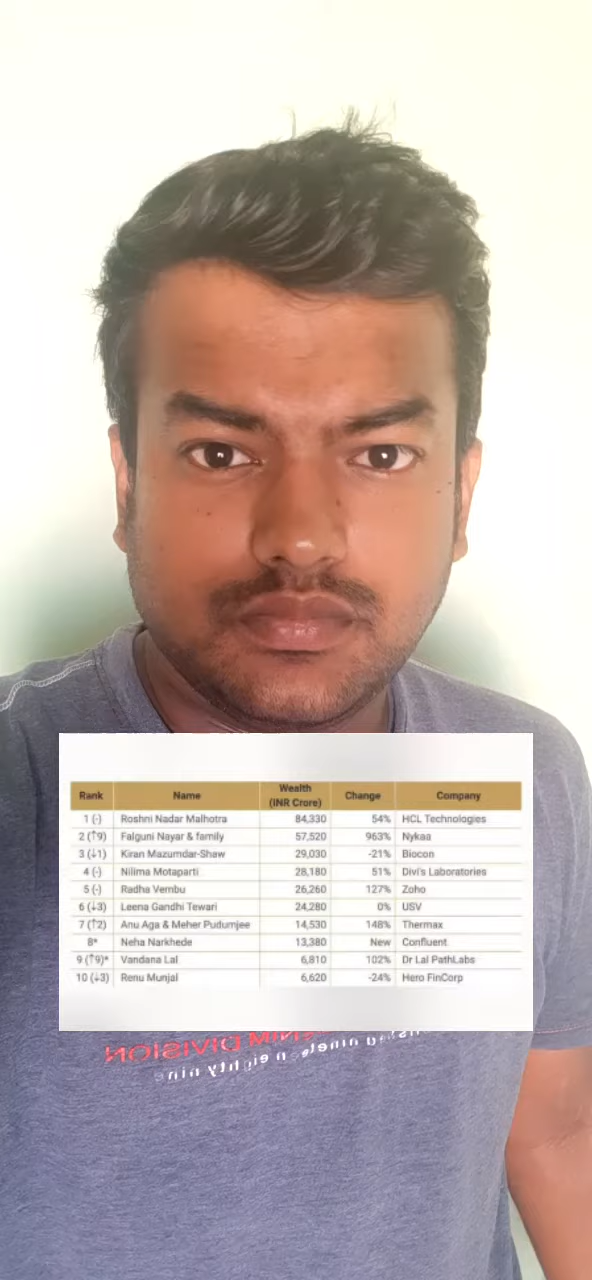 Rank Name Wealth (INR Crore) Change Company
1 (-) Roshni Nadar Malhotra 84,330 54% HCL Technologies
2 (↑9) Falguni Nayar & family 57,520 963% Nykaa
3 (↓1) Kiran Mazumdar-Shaw 29,030 -21% Biocon
4 (-) Nilima Motaparti 28,180 51% Divi's Laboratories
5 (-) Radha Vembu 26,260 127% Zoho
6 (↓3) Leena Gandhi Tewari 24,280 0% USV
7 (↑2) Anu Aga & Meher Pudumjee 14,530 148% Thermax
8* Neha Narkhede 13,380 New Confluent
9 (↑9)* Vandana Lal 6,810 102% Dr Lal PathLabs
10 (↓3) Renu Munjal 6,620 -24% Hero FinCorp
DIVISION
nineteen eighty nine